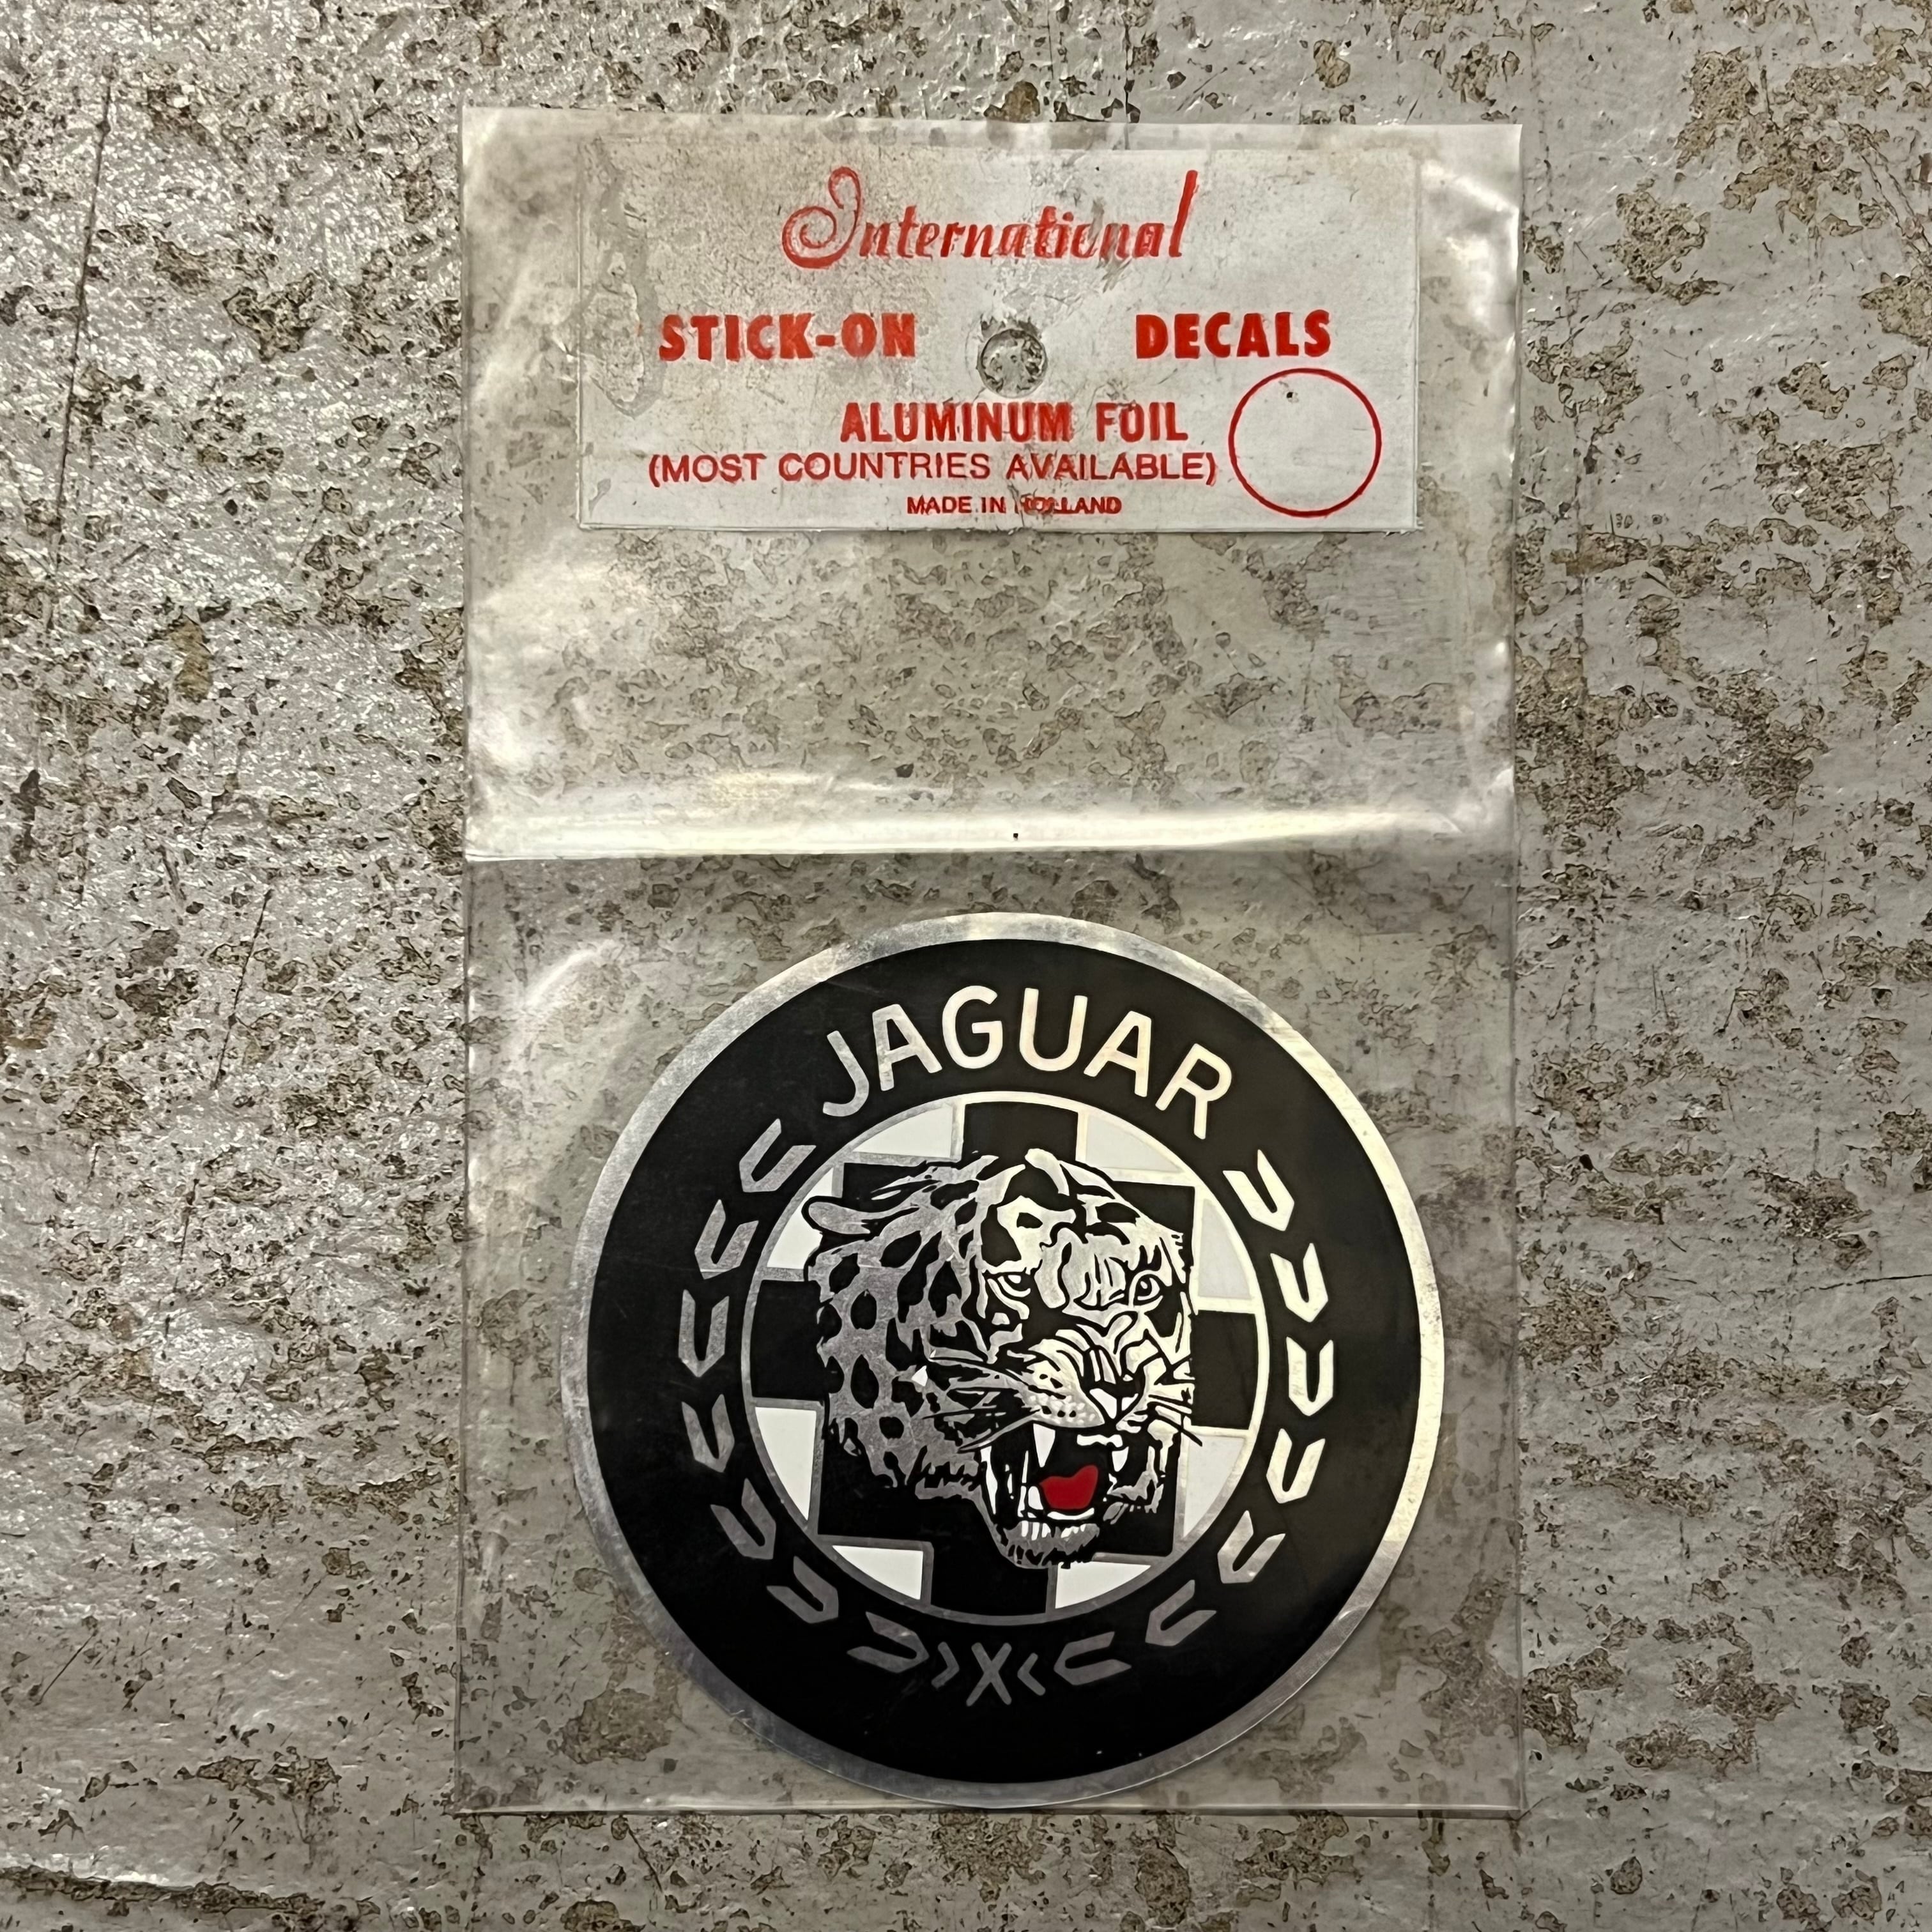 International
STICK-ON DECALS
ALUMINUM FOIL
(MOST COUNTRIES AVAILABLE)
MADE IN HOLLAND
JAGUAR